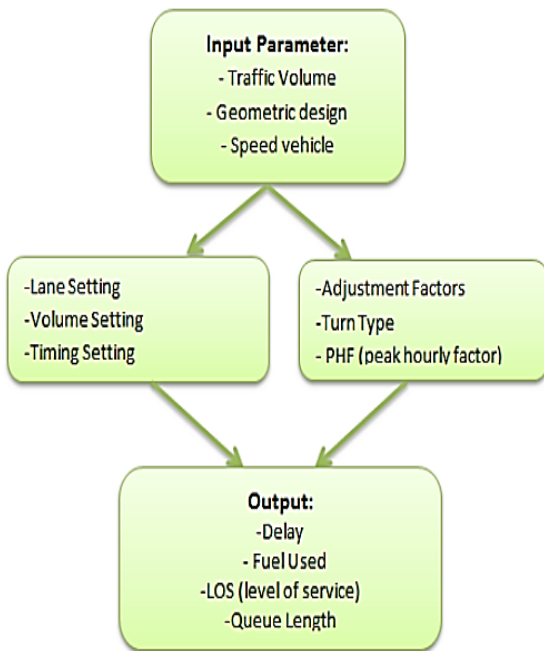 Input Parameter:
- Traffic Volume
- Geometric design
- Speed vehicle
-Lane Setting
-Volume Setting
-Timing Setting
-Adjustment Factors
-Turn Type
- PHF (peak hourly factor)
Output:
-Delay
- Fuel Used
-LOS (level of service)
-Queue Length